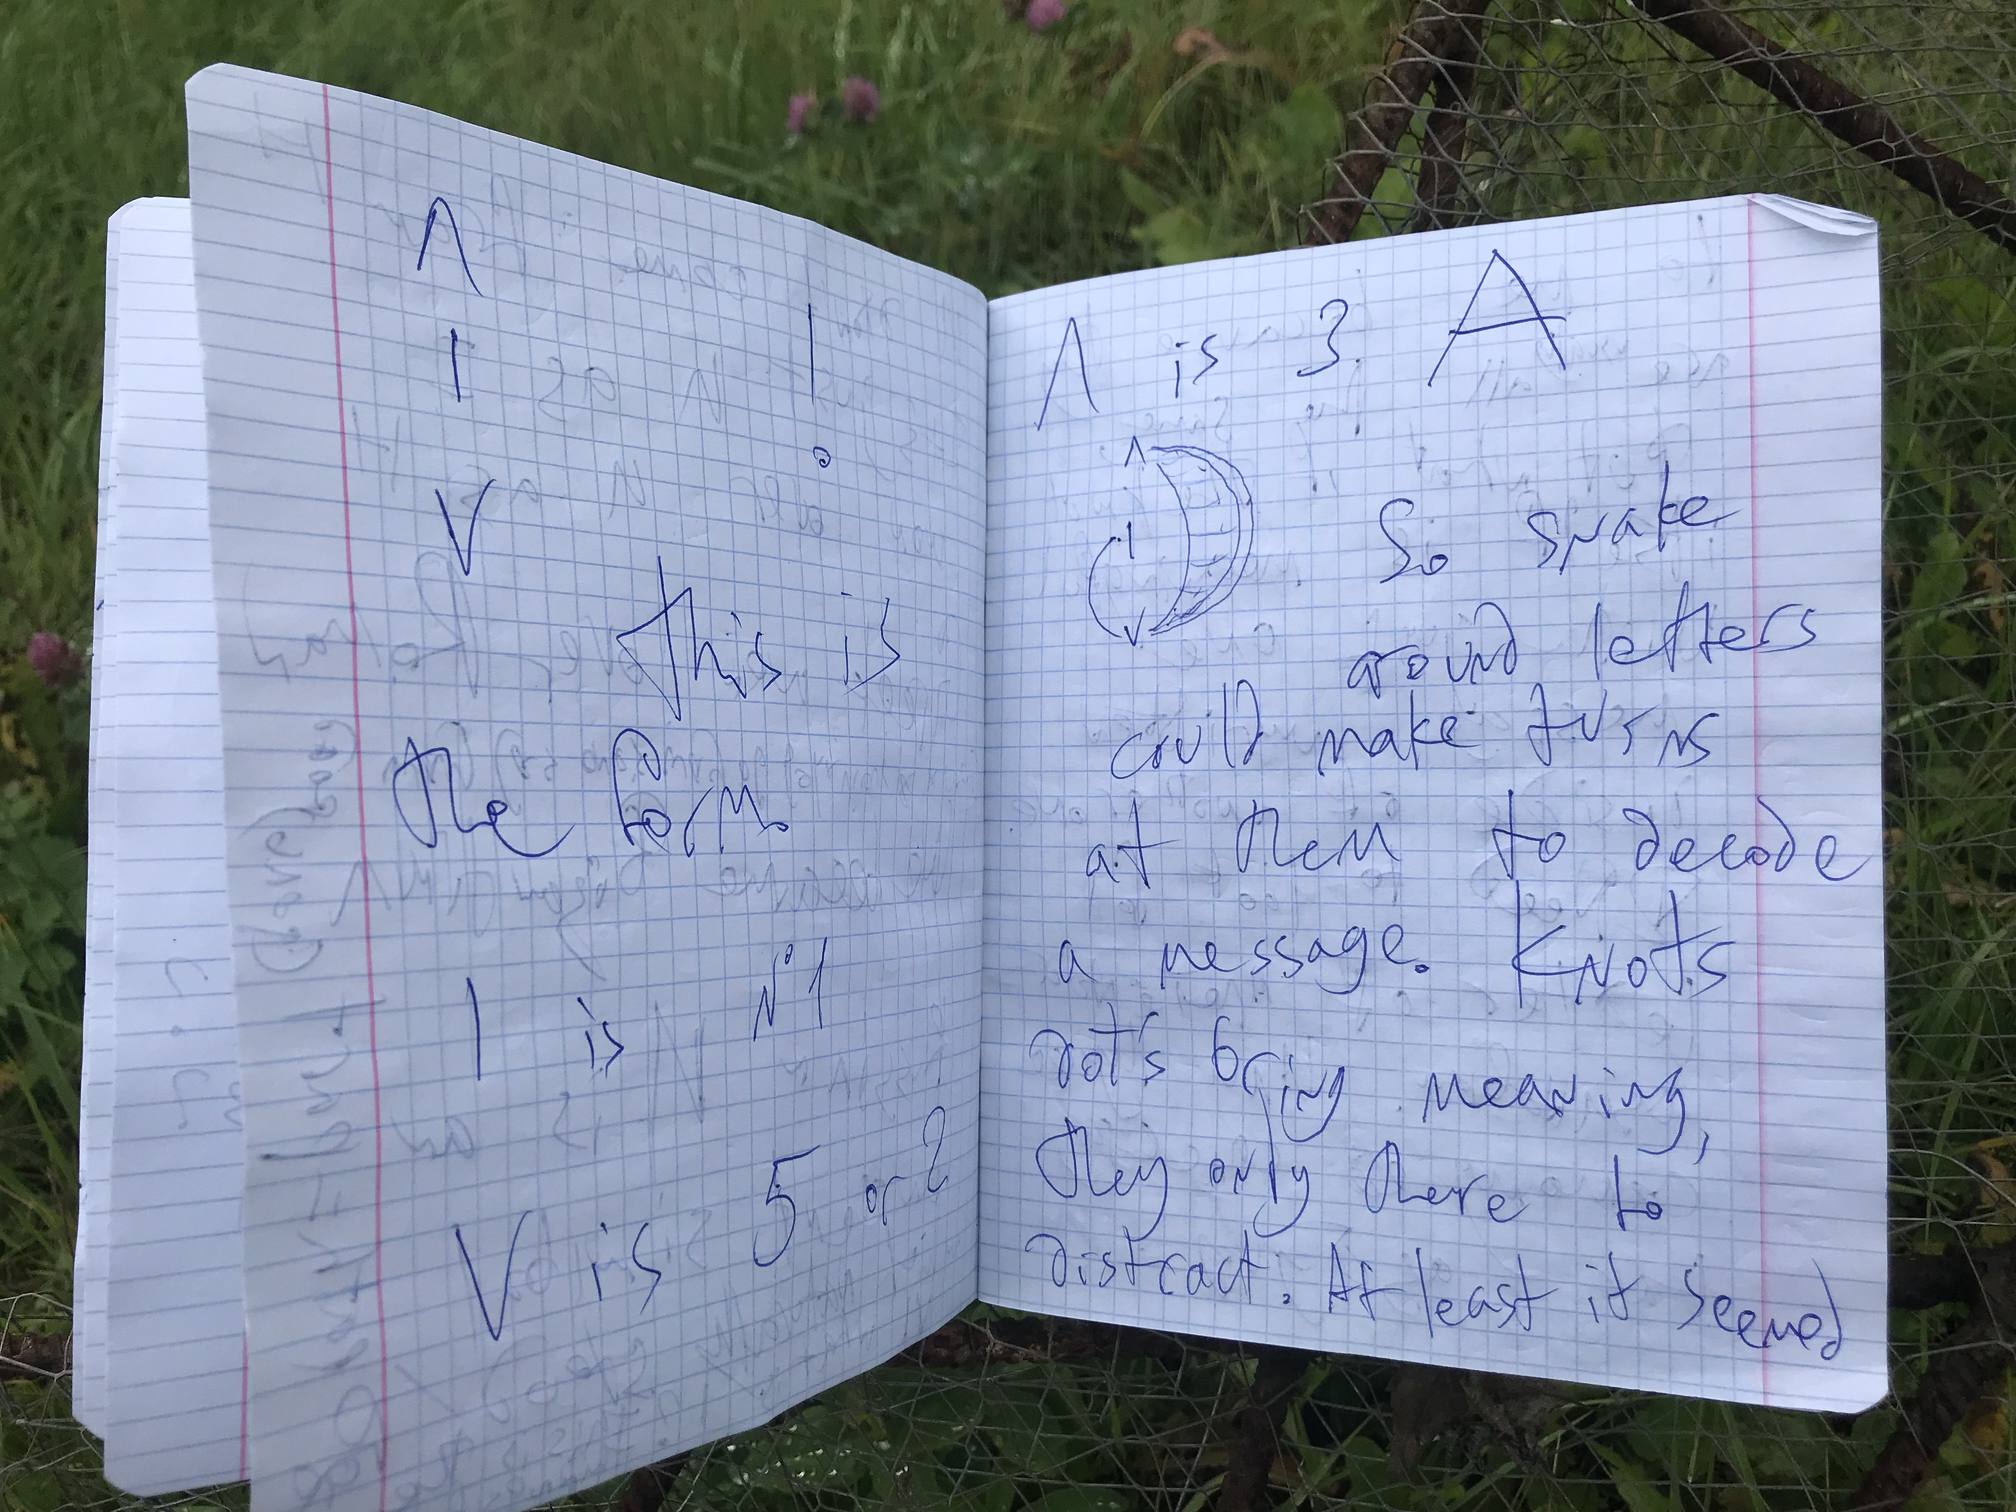 Λ
I !
V
This is
the form.
I is N°1
V is 5 or 2
Λ is 3. A
Λ
I
V
So snake
around letters
could make turns
at them to decode
a message. Knots
dots bring meaning,
they only there to
distract. At least it seemed